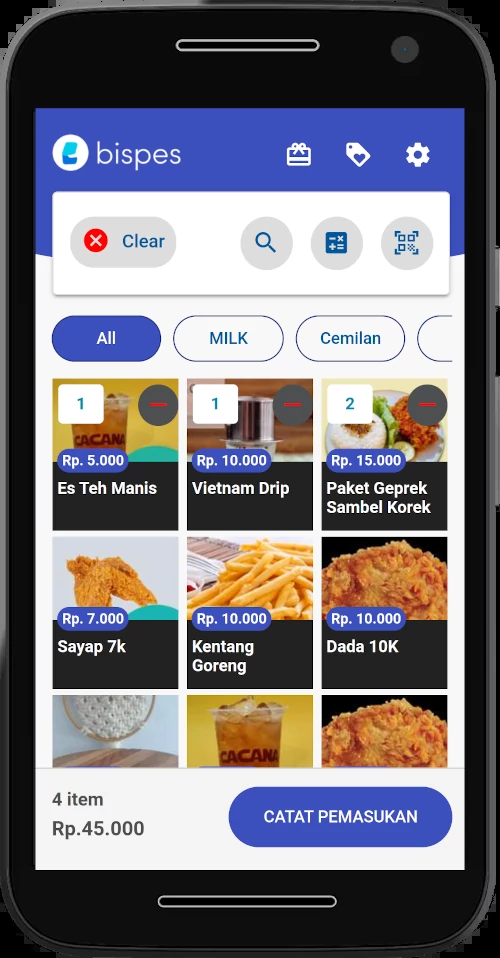 bispes
Clear
All
MILK
Cemilan
1
1
2
CACANA
Rp. 5.000
Rp. 10.000
Rp. 15.000
Es Teh Manis
Vietnam Drip
Paket Geprek
Sambel Korek
Rp. 7.000
Rp. 10.000
Rp. 10.000
Sayap 7k
Kentang
Goreng
Dada 10K
CACANA
4 item
Rp.45.000
CATAT PEMASUKAN